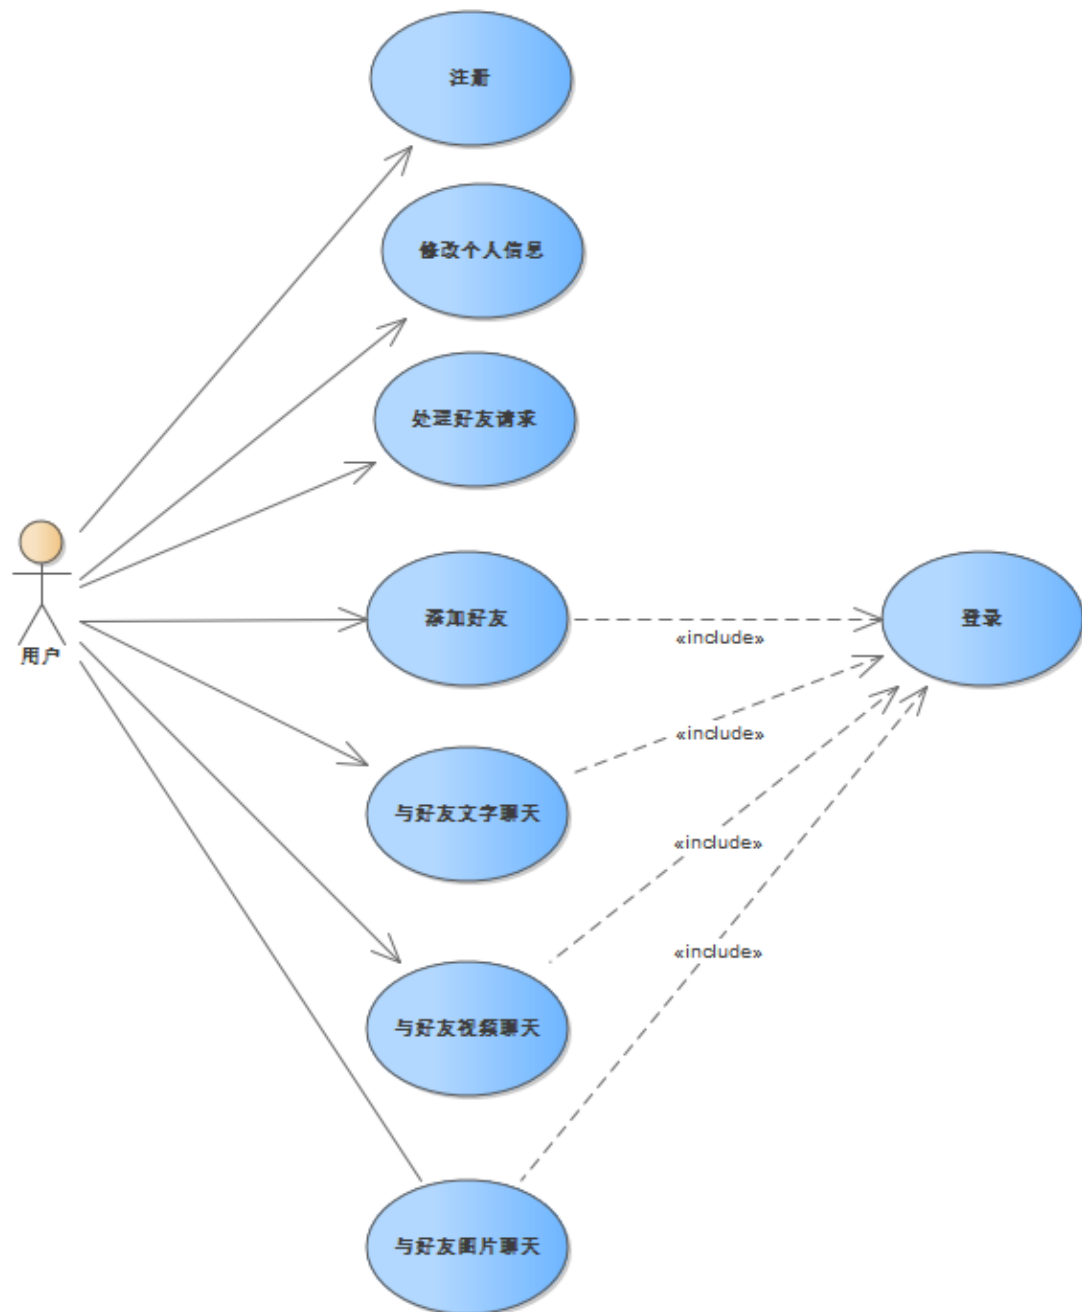 注册
修改个人信息
处理好友请求
用户
添加好友
«include»
登录
«include»
与好友文字聊天
«include»
«include»
与好友视频聊天
与好友图片聊天